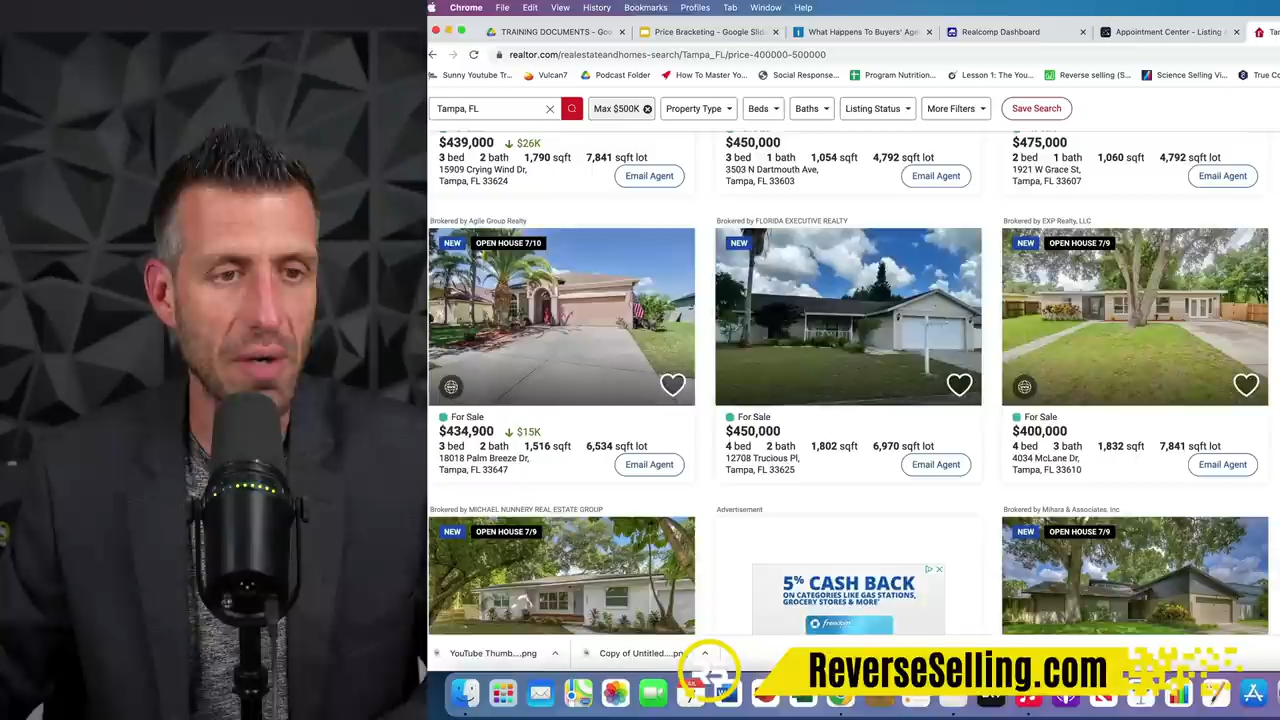 Chrome File Edit View History Bookmarks Profiles Tab Window Help
TRAINING DOCUMENTS - Goo Price Bracketing - Google Slid What Happens To Buyers' Age Realcomp Dashboard Appointment Center - Listing
realtor.com/realestateandhomes-search/Tampa_FL/price-400000-500000
Sunny Youtube Tr... Vulcan7 Podcast Folder How To Master Yo... Social Response... Program Nutrition... Lesson 1: The You... Reverse selling (S... Science Selling Vi... True Co
Tampa, FL Max $500K Property Type Beds Baths Listing Status More Filters Save Search
$439,000 $26K
3 bed 2 bath 1,790 sqft 7,841 sqft lot
15909 Crying Wind Dr,
Tampa, FL 33624
Email Agent
$450,000
3 bed 1 bath 1,054 sqft 4,792 sqft lot
3503 N Dartmouth Ave,
Tampa, FL 33603
Email Agent
$475,000
2 bed 1 bath 1,060 sqft 4,792 sqft lot
1921 W Grace St,
Tampa, FL 33607
Email Agent
Brokered by Agile Group Realty
NEW OPEN HOUSE 7/10
For Sale
$434,900 $15K
3 bed 2 bath 1,516 sqft 6,534 sqft lot
18018 Palm Breeze Dr,
Tampa, FL 33647
Email Agent
Brokered by FLORIDA EXECUTIVE REALTY
NEW
For Sale
$450,000
4 bed 2 bath 1,802 sqft 6,970 sqft lot
12708 Trucious Pl,
Tampa, FL 33625
Email Agent
Brokered by EXP Realty, LLC
NEW OPEN HOUSE 7/9
For Sale
$400,000
4 bed 3 bath 1,832 sqft 7,841 sqft lot
4034 McLane Dr,
Tampa, FL 33610
Email Agent
Brokered by MICHAEL NUNNERY REAL ESTATE GROUP
NEW OPEN HOUSE 7/9
Advertisement
5% CASH BACK
ON CATEGORIES LIKE GAS STATIONS,
GROCERY STORES & MORE
freedom
Brokered by Mihara & Associates, Inc
NEW OPEN HOUSE 7/9
YouTube Thumb....png Copy of Untitled....png
ReverseSelling.com